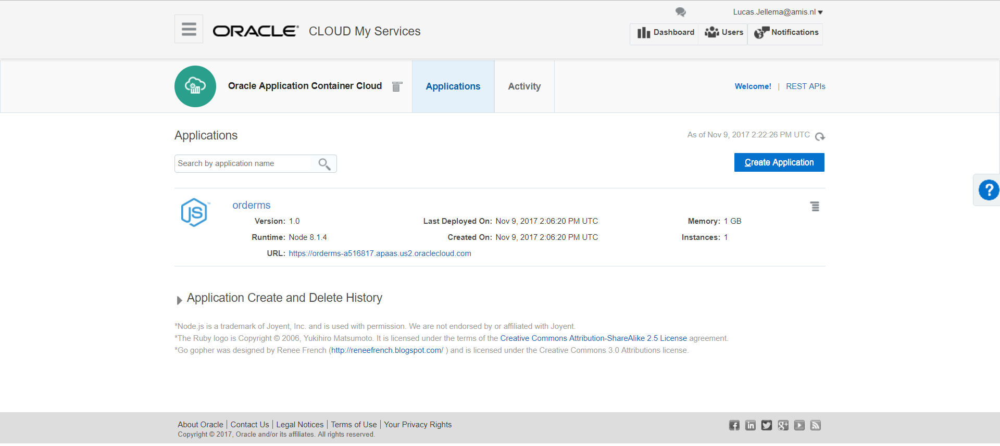 Lucas.Jellema@amis.nl
ORACLE® CLOUD My Services
Dashboard Users Notifications
Oracle Application Container Cloud
Applications
Activity
Welcome! | REST APIs
Applications
As of Nov 9, 2017 2:22:26 PM UTC
Search by application name
Create Application
?
JS™
orderms
Version: 1.0 Last Deployed On: Nov 9, 2017 2:06:20 PM UTC Memory: 1 GB
Runtime: Node 8.1.4 Created On: Nov 9, 2017 2:06:20 PM UTC Instances: 1
URL: https://orderms-a516817.apaas.us2.oraclecloud.com
Application Create and Delete History
*Node.js is a trademark of Joyent, Inc. and is used with permission. We are not endorsed by or affiliated with Joyent.
*The Ruby logo is Copyright © 2006, Yukihiro Matsumoto. It is licensed under the terms of the Creative Commons Attribution-ShareAlike 2.5 License agreement.
*Go gopher was designed by Renee French (http://reneefrench.blogspot.com/ ) and is licensed under the Creative Commons 3.0 Attributions license.
About Oracle | Contact Us | Legal Notices | Terms of Use | Your Privacy Rights
Copyright © 2017, Oracle and/or its affiliates. All rights reserved.
f in g+